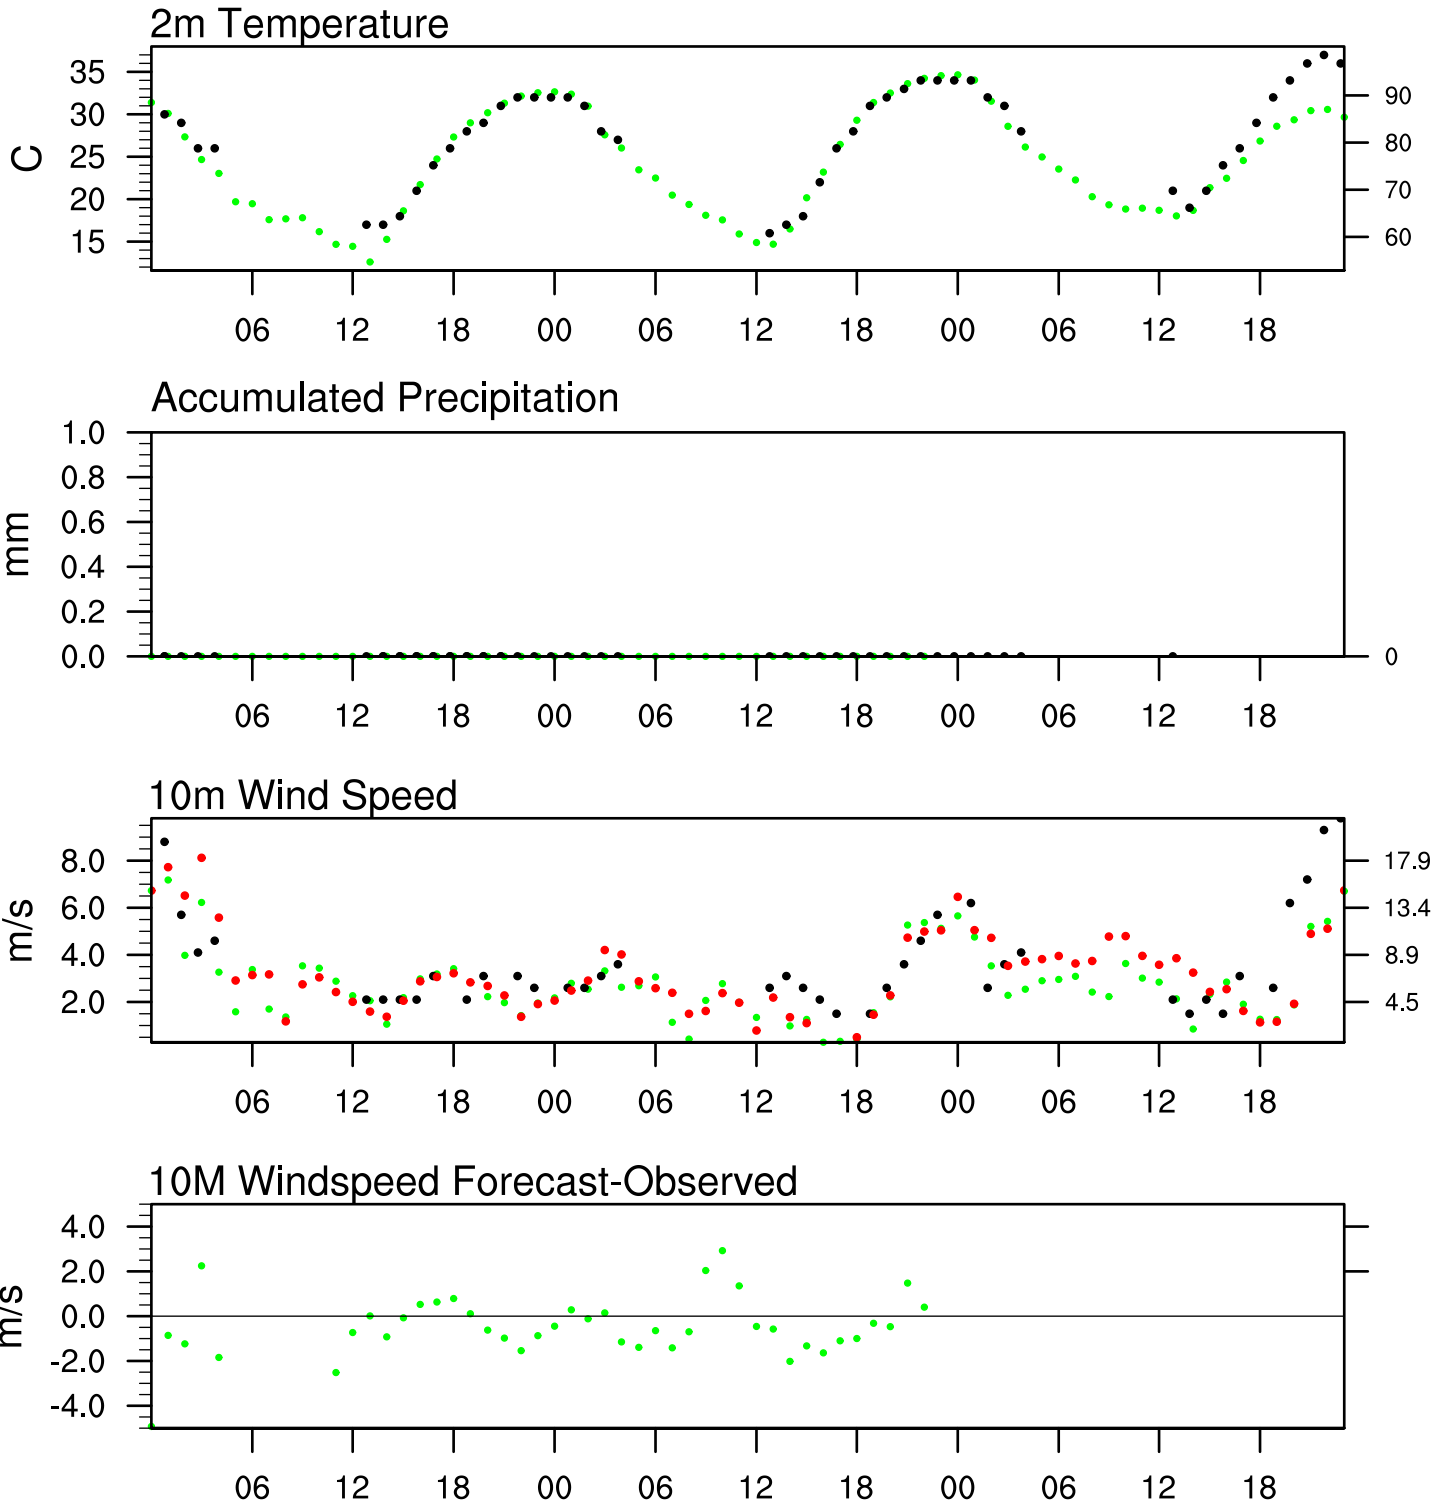 2m Temperature
35
30
25
20
15
C
90
80
70
60
06 12 18 00 06 12 18 00 06 12 18
Accumulated Precipitation
1.0
0.8
0.6
0.4
0.2
0.0
mm
0
06 12 18 00 06 12 18 00 06 12 18
10m Wind Speed
8.0
6.0
4.0
2.0
m/s
17.9
13.4
8.9
4.5
06 12 18 00 06 12 18 00 06 12 18
10M Windspeed Forecast-Observed
4.0
2.0
0.0
-2.0
-4.0
m/s
06 12 18 00 06 12 18 00 06 12 18